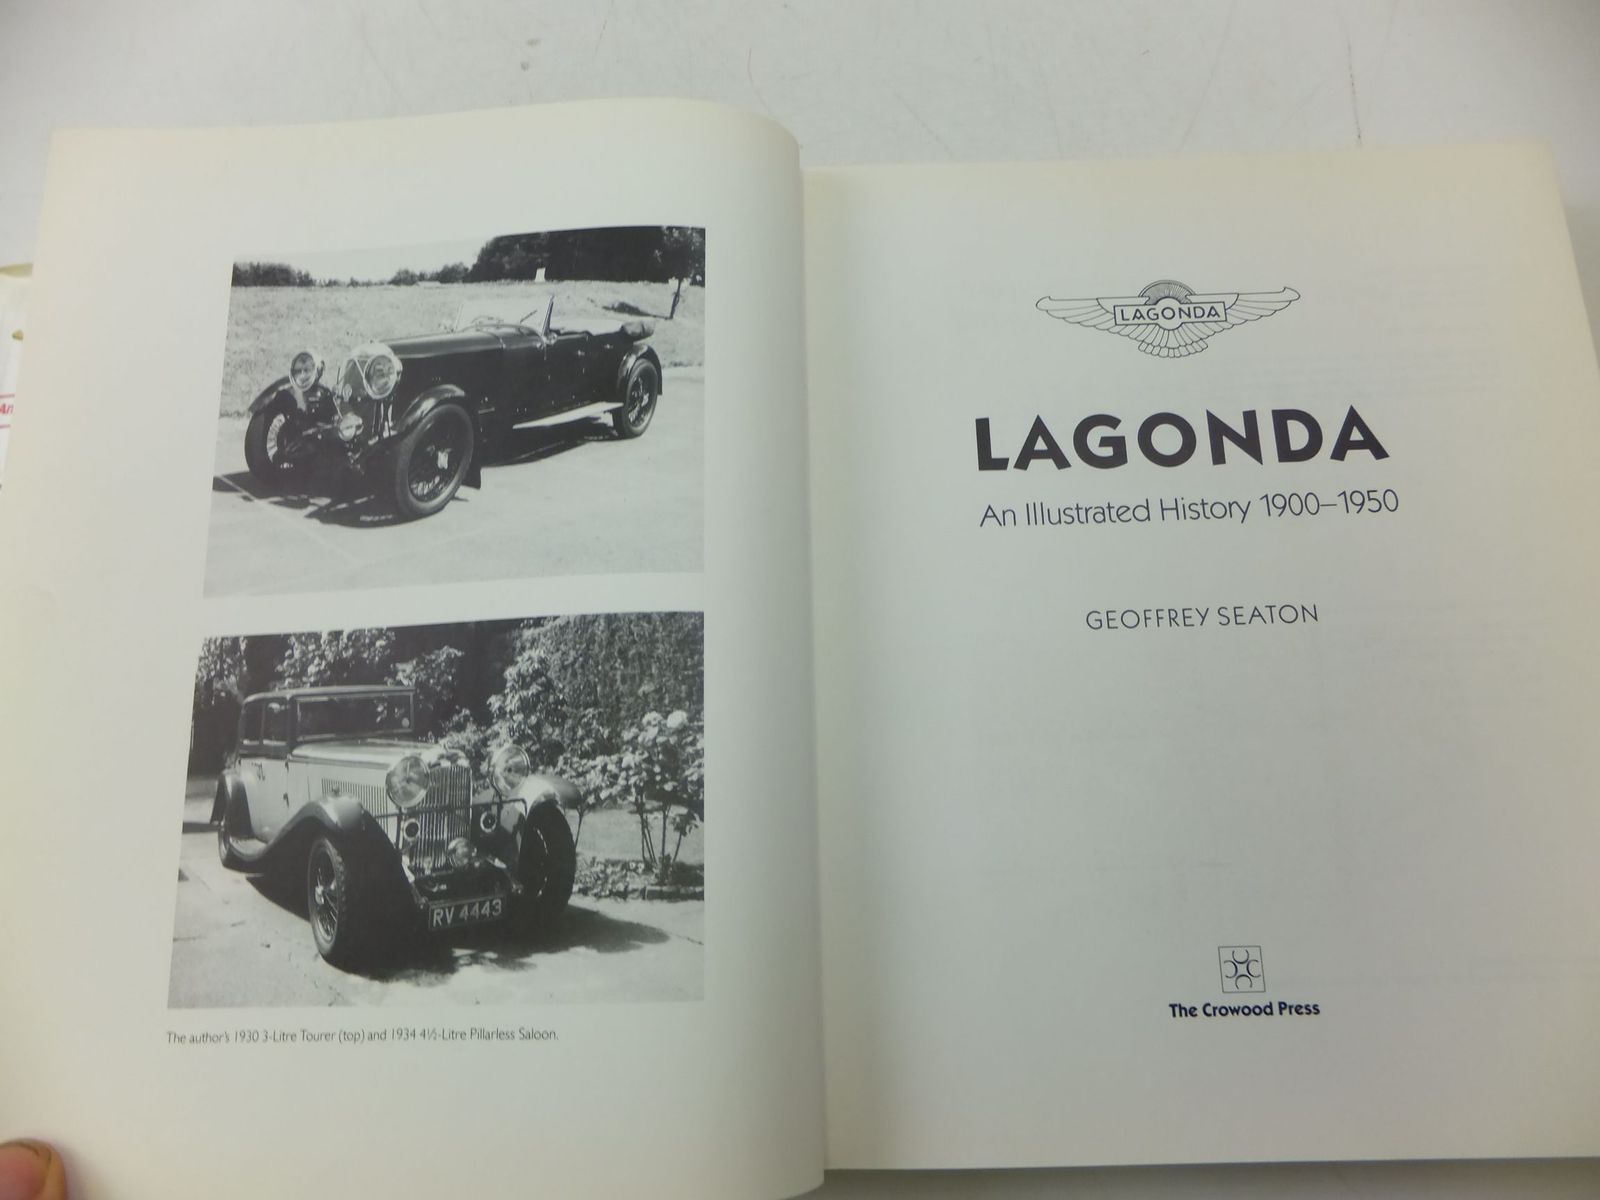 An
RV 4443
The author's 1930 3-Litre Tourer (top) and 1934 4½-Litre Pillarless Saloon.
LAGONDA
LAGONDA
An Illustrated History 1900–1950
GEOFFREY SEATON
The Crowood Press